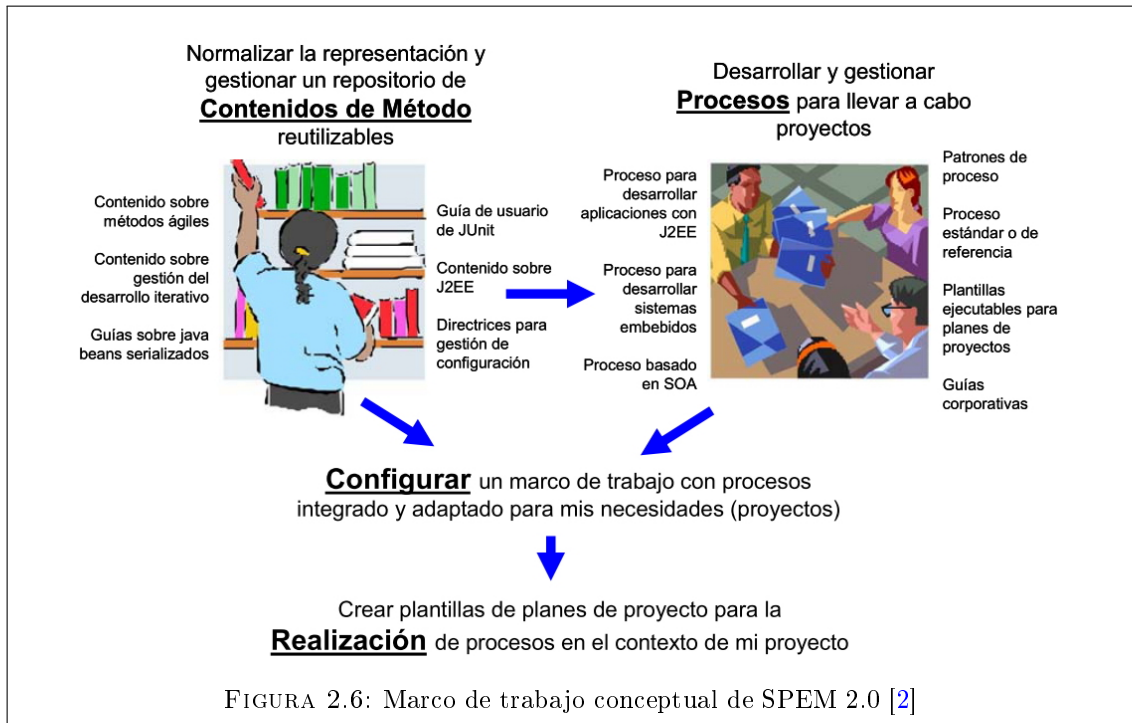 Normalizar la representación y
gestionar un repositorio de
Contenidos de Método
reutilizables
Contenido sobre
métodos ágiles
Contenido sobre
gestión del
desarrollo iterativo
Guías sobre java
beans serializados
Guía de usuario
de JUnit
Contenido sobre
J2EE
Directrices para
gestión de
configuración
Desarrollar y gestionar
Procesos para llevar a cabo
proyectos
Proceso para
desarrollar
aplicaciones con
J2EE
Proceso para
desarrollar
sistemas
embebidos
Proceso basado
en SOA
Patrones de
proceso
Proceso
estándar o de
referencia
Plantillas
ejecutables para
planes de
proyectos
Guías
corporativas
Configurar un marco de trabajo con procesos
integrado y adaptado para mis necesidades (proyectos)
Crear plantillas de planes de proyecto para la
Realización de procesos en el contexto de mi proyecto
FIGURA 2.6: Marco de trabajo conceptual de SPEM 2.0 [2]